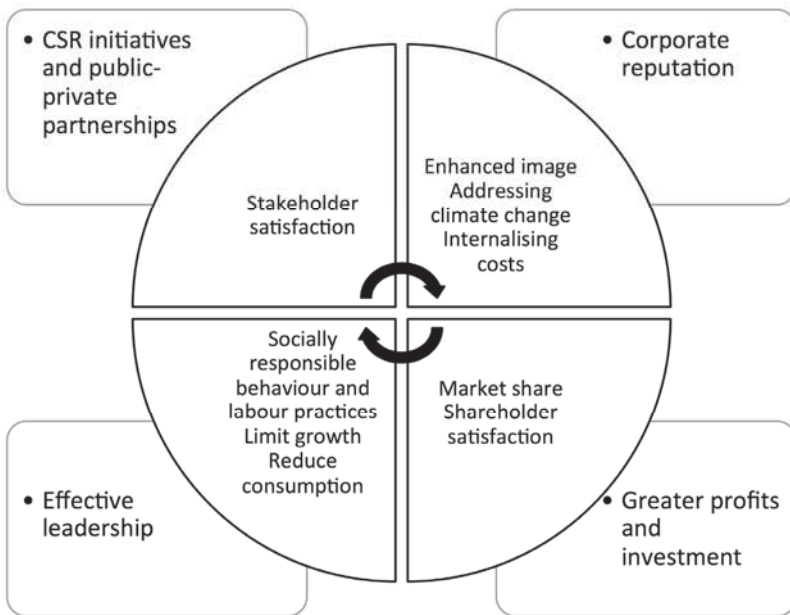 • CSR initiatives
and public-
private
partnerships
• Corporate
reputation
Stakeholder
satisfaction
Enhanced image
Addressing
climate change
Internalising
costs
Socially
responsible
behaviour and
labour practices
Limit growth
Reduce
consumption
Market share
Shareholder
satisfaction
• Effective
leadership
• Greater profits
and
investment